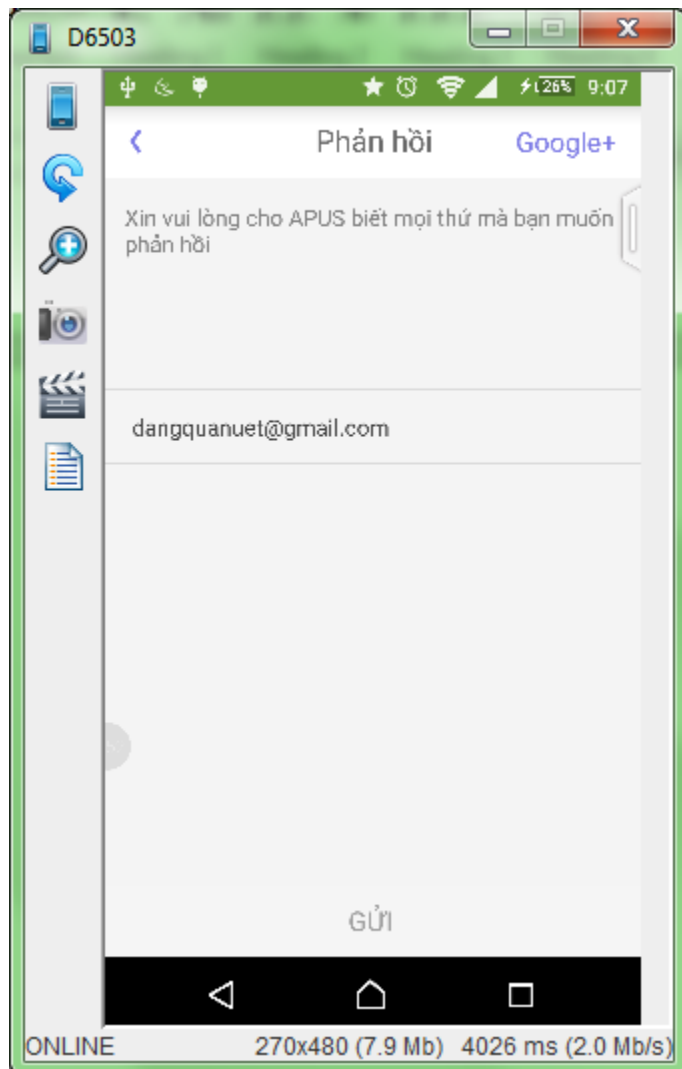 D6503
26% 9:07
Phản hồi Google+
Xin vui lòng cho APUS biết mọi thứ mà bạn muốn
phản hồi
dangquanuet@gmail.com
GỬI
ONLINE 270x480 (7.9 Mb) 4026 ms (2.0 Mb/s)